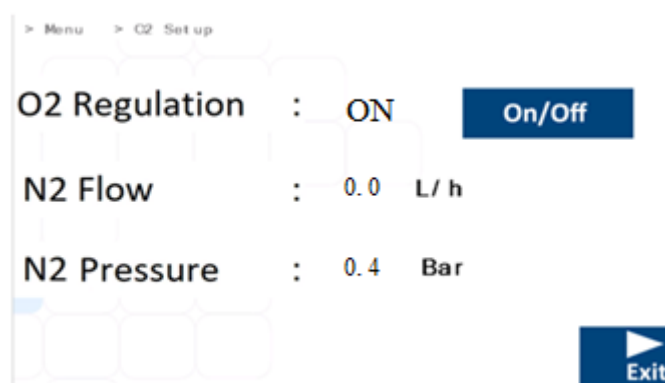 > Menu > O2 Set up
O2 Regulation : ON On/Off
N2 Flow : 0.0 L/h
N2 Pressure : 0.4 Bar
Exit